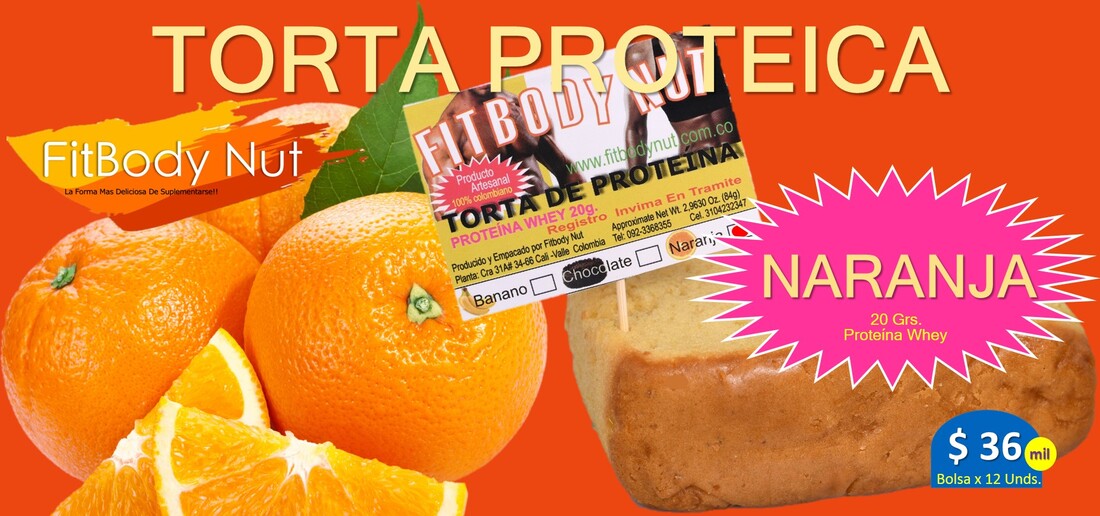 TORTA PROTEICA
FitBody Nut
La Forma Mas Deliciosa De Suplementarse!!
FITBODY NUT
www.fitbodynut.com.co
Producto
Artesanal
100% colombiano
TORTA DE PROTEINA
PROTEÍNA WHEY 20g.
Registro Invima En Tramite
Producido y Empacado por Fitbody Nut
Approximate Net Wt. 2,9630 Oz. (84g)
Planta: Cra 31A# 34-66 Cali -Valle Colombia
Tel: 092-3368355 Cel. 3104232347
Banano
Chocolate
Naranja
NARANJA
20 Grs.
Proteína Whey
$ 36 mil
Bolsa x 12 Unds.